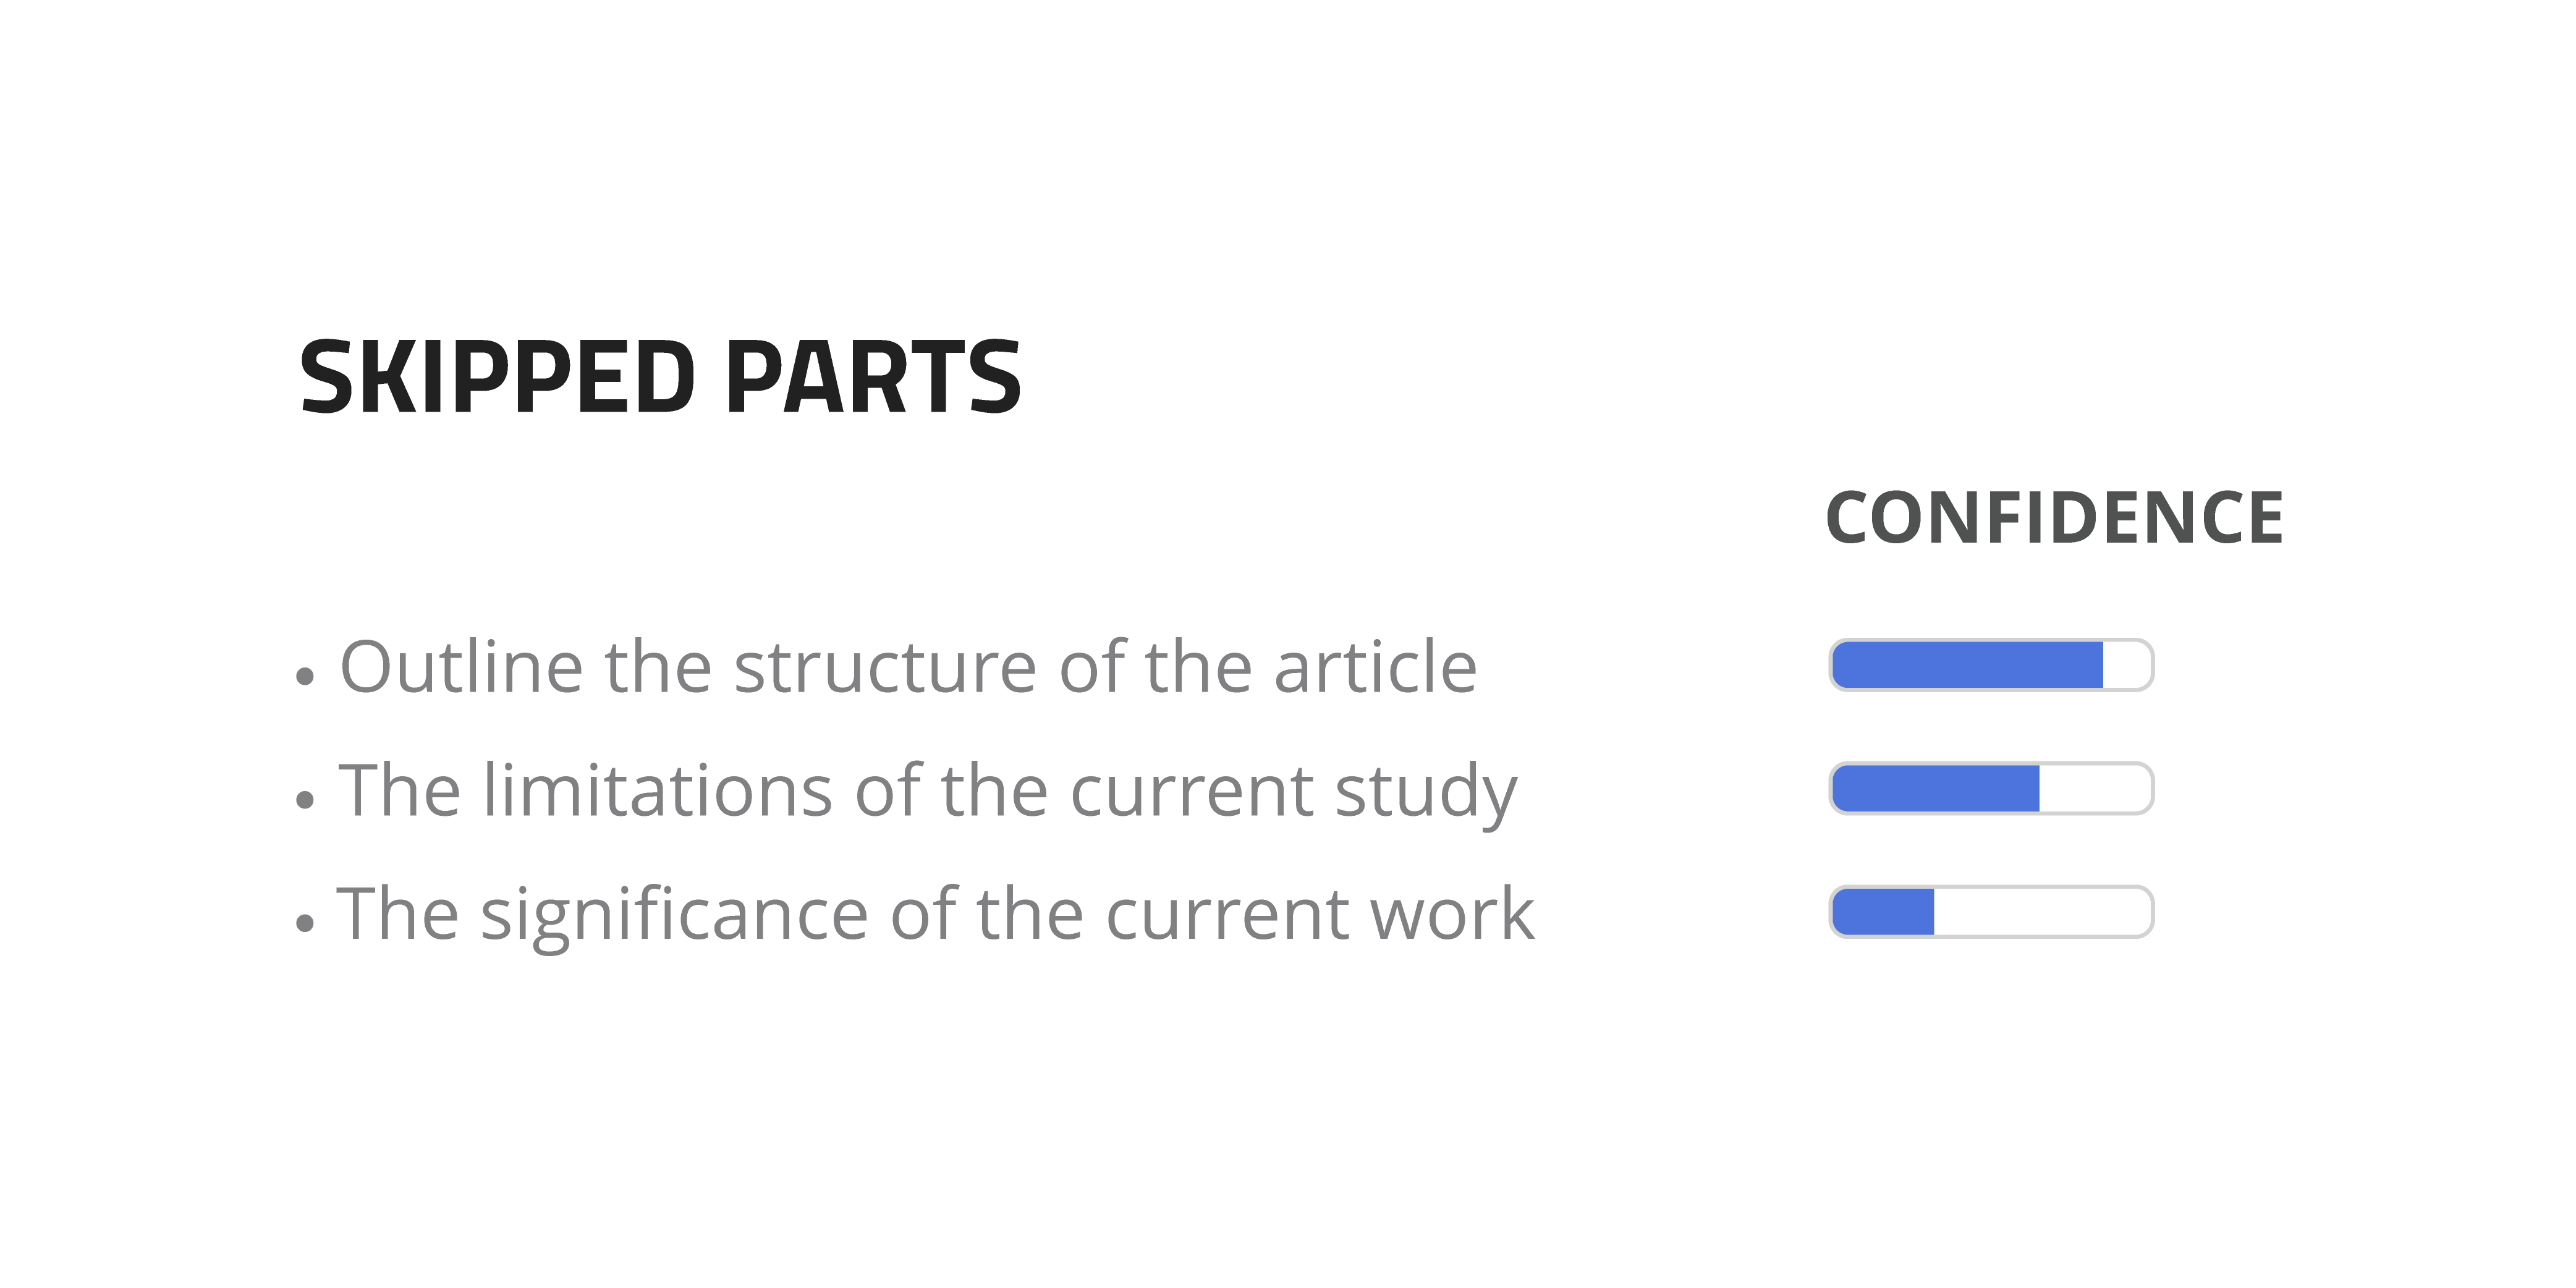 SKIPPED PARTS
CONFIDENCE
• Outline the structure of the article
• The limitations of the current study
• The significance of the current work